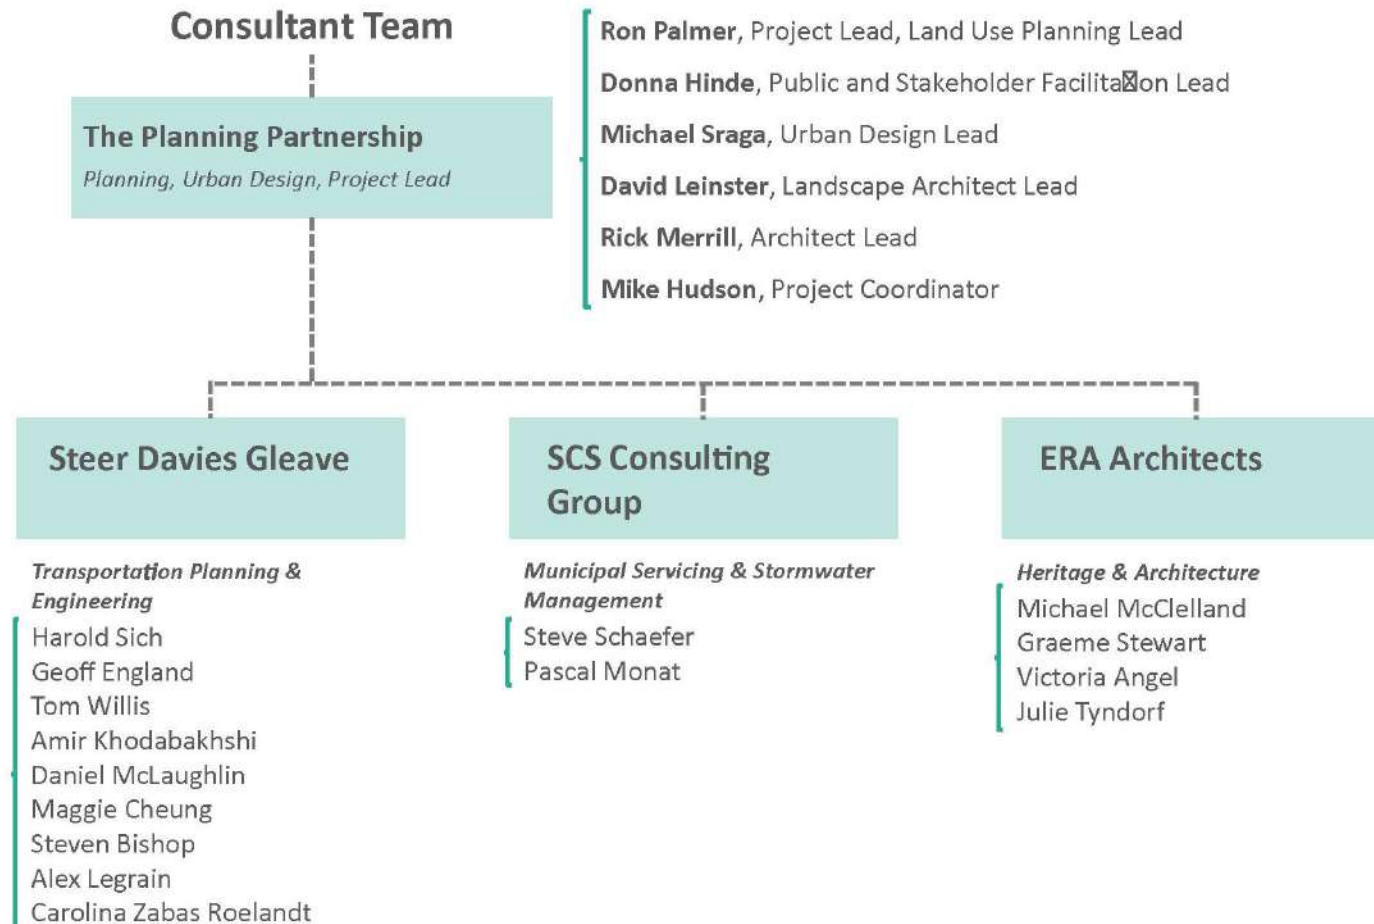 Consultant Team
The Planning Partnership
Planning, Urban Design, Project Lead
Ron Palmer, Project Lead, Land Use Planning Lead
Donna Hinde, Public and Stakeholder Facilita☒on Lead
Michael Sraga, Urban Design Lead
David Leinster, Landscape Architect Lead
Rick Merrill, Architect Lead
Mike Hudson, Project Coordinator
Steer Davies Gleave
Transportation Planning &
Engineering
Harold Sich
Geoff England
Tom Willis
Amir Khodabakhshi
Daniel McLaughlin
Maggie Cheung
Steven Bishop
Alex Legrain
Carolina Zabas Roelandt
SCS Consulting
Group
Municipal Servicing & Stormwater
Management
Steve Schaefer
Pascal Monat
ERA Architects
Heritage & Architecture
Michael McClelland
Graeme Stewart
Victoria Angel
Julie Tyndorf